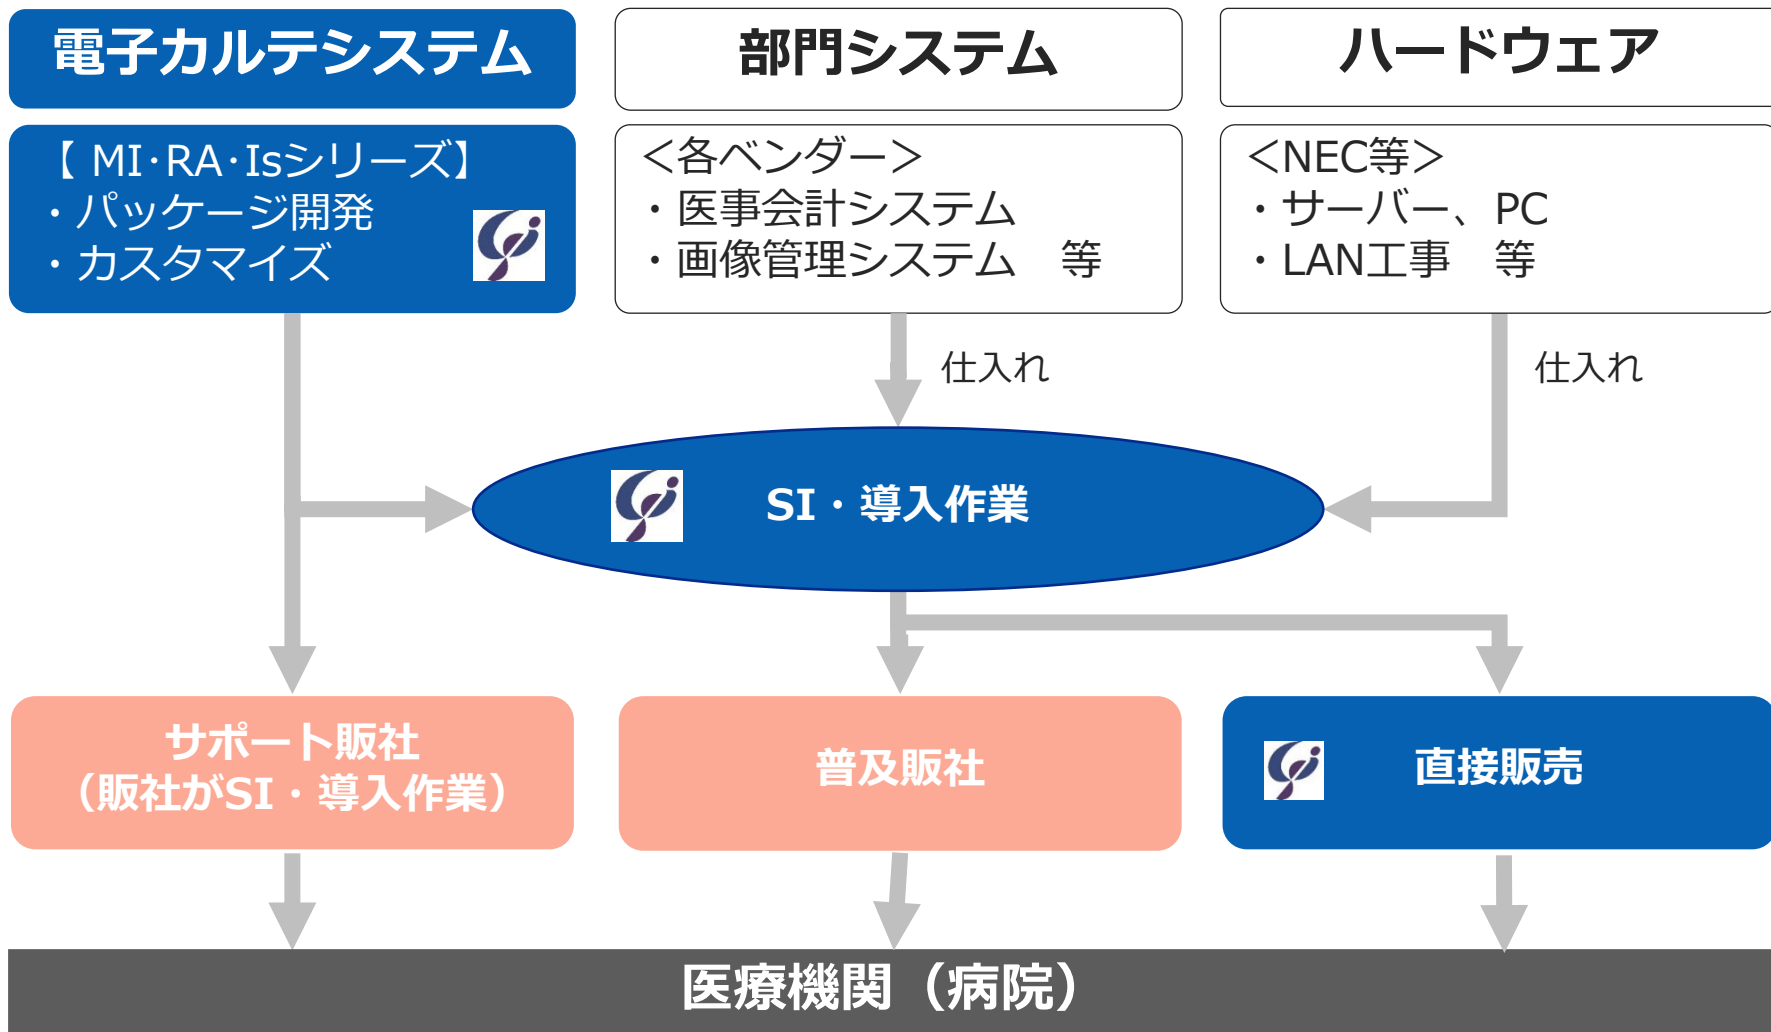 電子カルテシステム
【 MI･RA･Isシリーズ】
・パッケージ開発
・カスタマイズ
部門システム
＜各ベンダー＞
・医事会計システム
・画像管理システム　等
ハードウェア
＜NEC等＞
・サーバー、PC
・LAN工事　等
仕入れ
仕入れ
SI・導入作業
サポート販社
（販社がSI・導入作業）
普及販社
直接販売
医療機関（病院）